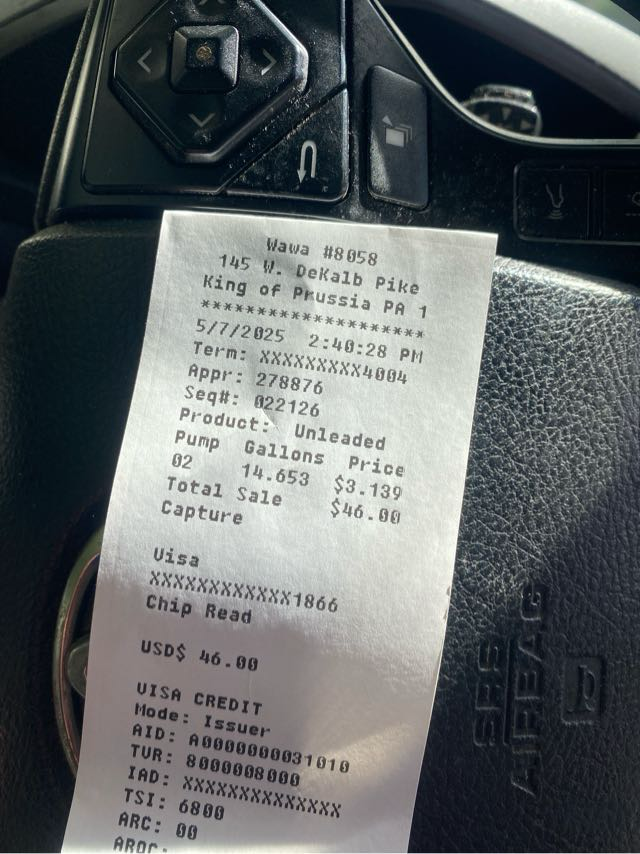 Wawa #8058
145 W. DeKalb Pike
King of Prussia PA 1
********************
5/7/2025 2:40:28 PM
Term: XXXXXXXXX4004
Appr: 278876
Seq#: 022126
Product: Unleaded
Pump Gallons Price
02 14.653 $3.139
Total Sale $46.00
Capture
Visa
XXXXXXXXXXXX1866
Chip Read
USD$ 46.00
VISA CREDIT
Mode: Issuer
AID: A0000000031010
TVR: 8000008000
IAD: XXXXXXXXXXXXXX
TSI: 6800
ARC: 00
ARQC:
SRS
AIRBAG